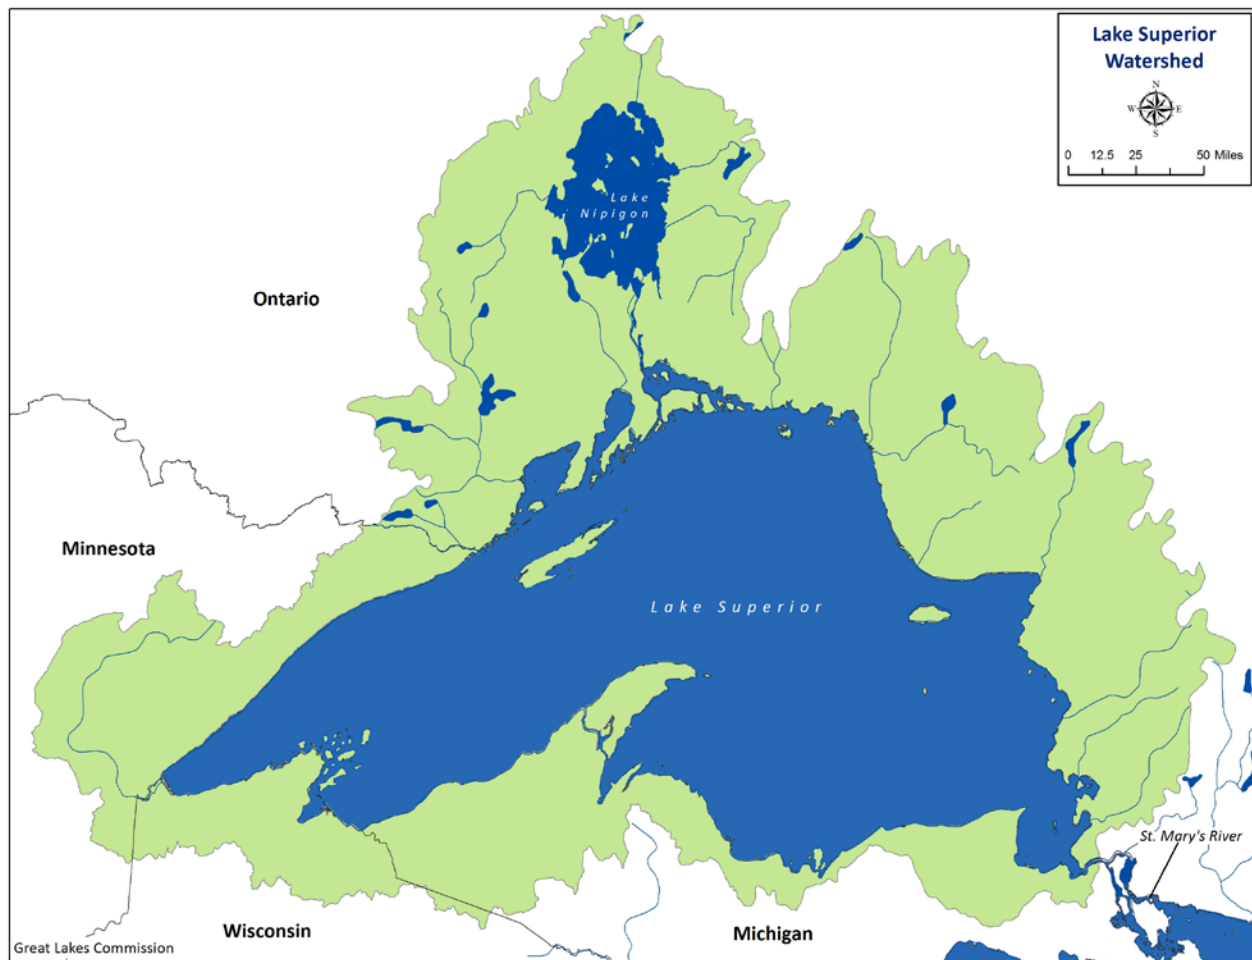 Lake Superior
Watershed
N
W E
S
0 12.5 25 50 Miles
Lake
Nipigon
Ontario
Minnesota
Lake Superior
St. Mary's River
Wisconsin
Michigan
Great Lakes Commission